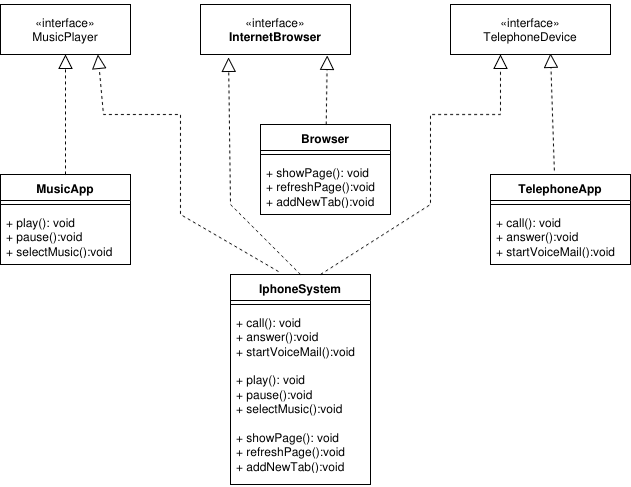 «interface»
MusicPlayer
«interface»
InternetBrowser
«interface»
TelephoneDevice
Browser
+ showPage(): void
+ refreshPage():void
+ addNewTab():void
MusicApp
+ play(): void
+ pause():void
+ selectMusic():void
TelephoneApp
+ call(): void
+ answer():void
+ startVoiceMail():void
IphoneSystem
+ call(): void
+ answer():void
+ startVoiceMail():void
+ play(): void
+ pause():void
+ selectMusic():void
+ showPage(): void
+ refreshPage():void
+ addNewTab():void